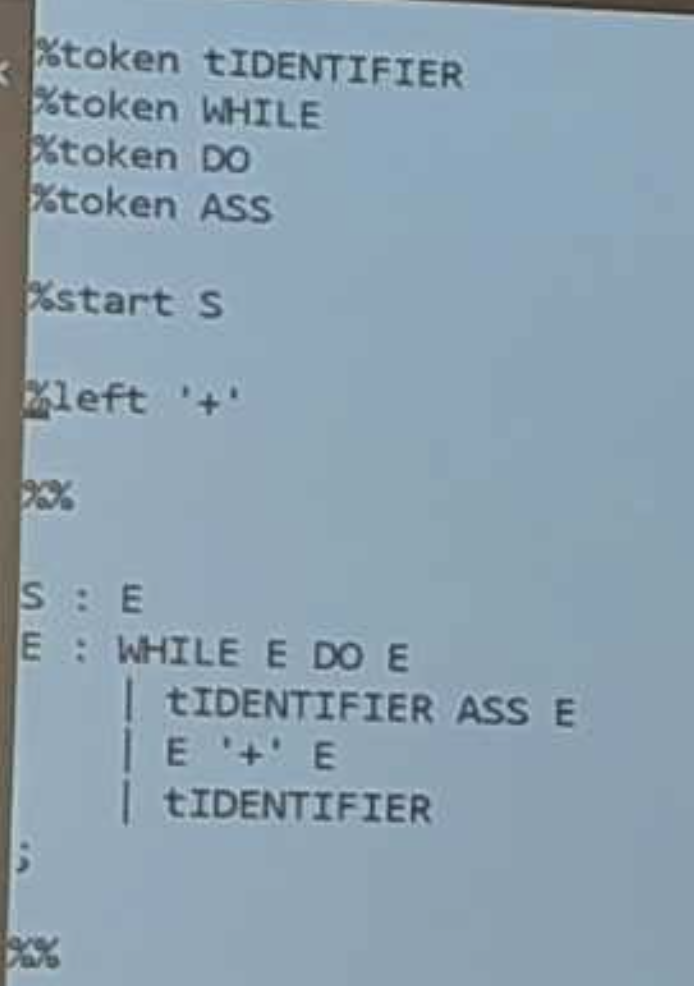 %token tIDENTIFIER
%token WHILE
%token DO
%token ASS
%start S
%left '+'
%%
S : E
E : WHILE E DO E
| tIDENTIFIER ASS E
| E '+' E
| tIDENTIFIER
;
%%